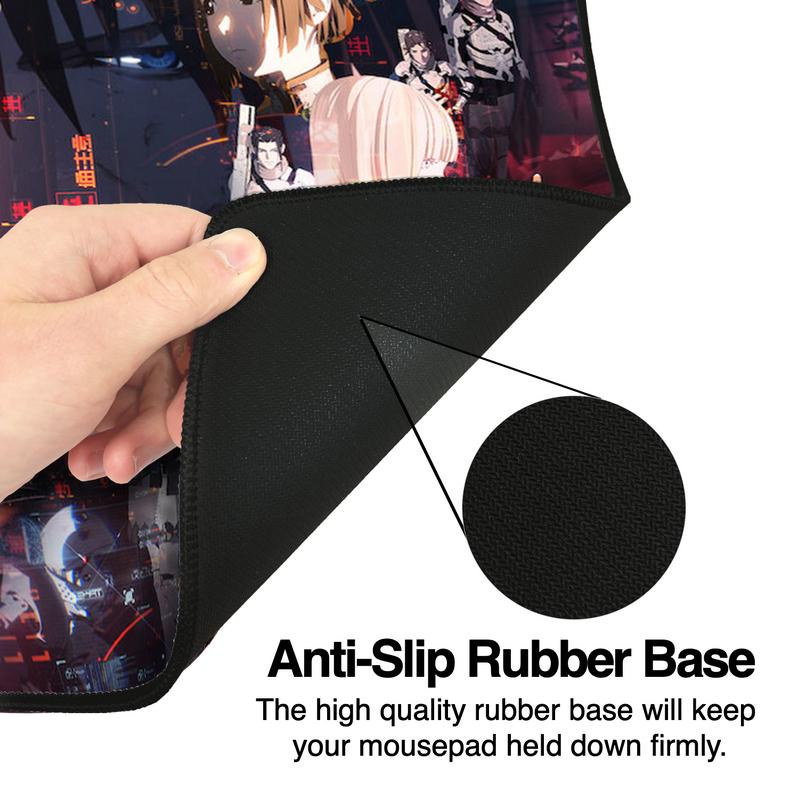 Anti-Slip Rubber Base
The high quality rubber base will keep
your mousepad held down firmly.